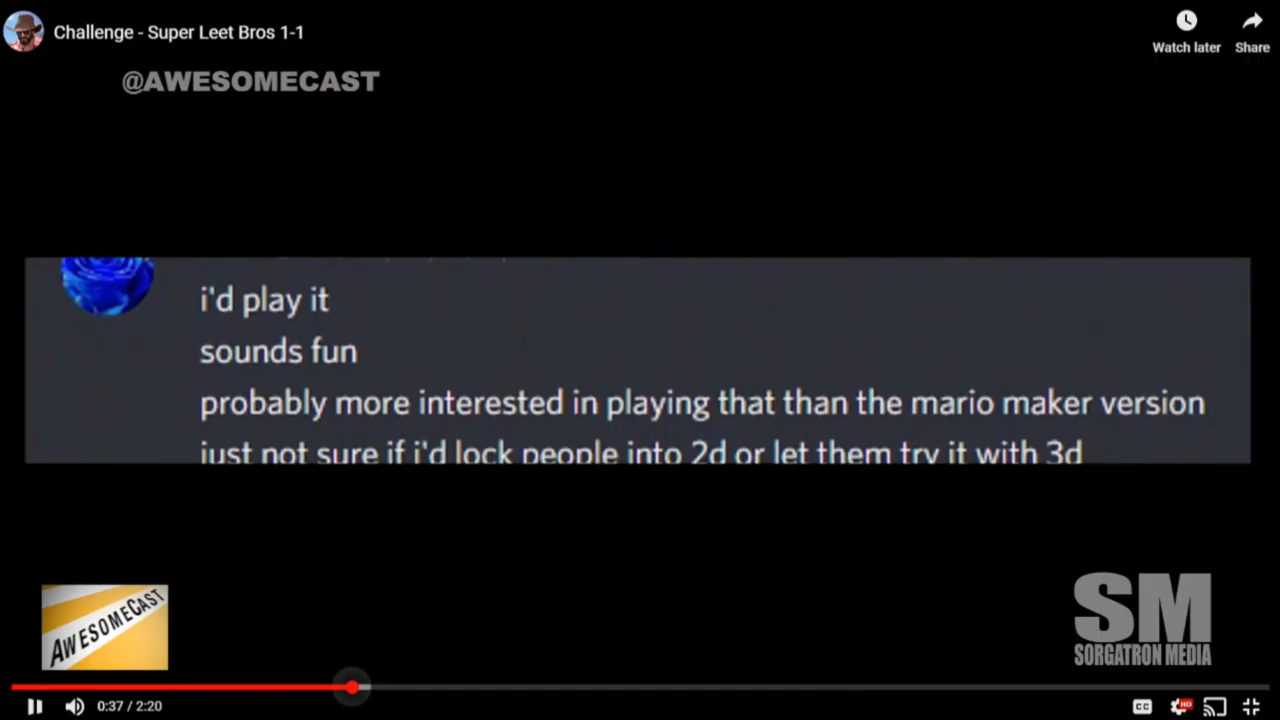 Challenge - Super Leet Bros 1-1
Watch later
Share
@AWESOMECAST
i'd play it
sounds fun
probably more interested in playing that than the mario maker version
just not sure if i'd lock people into 2d or let them try it with 3d
AWESOMECAST
SM
SORGATRON MEDIA
0:37 / 2:20
CC
HD